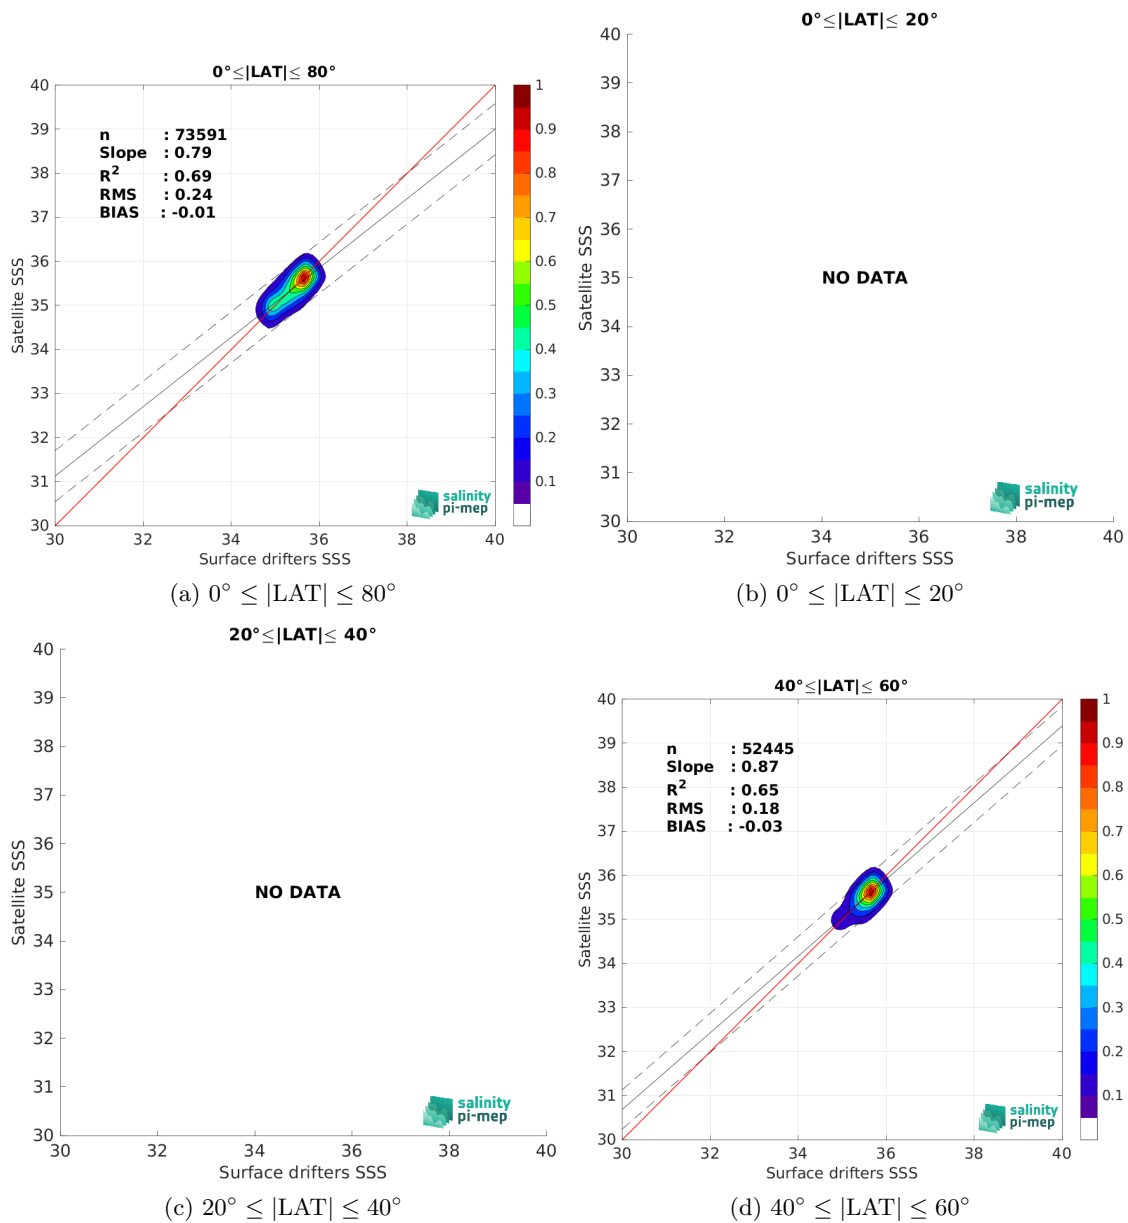 0°≤|LAT|≤ 80°
40
39
38
37
36
35
34
33
32
31
30
Satellite SSS
n : 73591
Slope : 0.79
R² : 0.69
RMS : 0.24
BIAS : -0.01
salinity
pi-mep
30 32 34 36 38 40
Surface drifters SSS
1
0.9
0.8
0.7
0.6
0.5
0.4
0.3
0.2
0.1
(a) 0° ≤ |LAT| ≤ 80°
0°≤|LAT|≤ 20°
40
39
38
37
36
35
34
33
32
31
30
Satellite SSS
NO DATA
salinity
pi-mep
30 32 34 36 38 40
Surface drifters SSS
(b) 0° ≤ |LAT| ≤ 20°
20°≤|LAT|≤ 40°
40
39
38
37
36
35
34
33
32
31
30
Satellite SSS
NO DATA
salinity
pi-mep
30 32 34 36 38 40
Surface drifters SSS
(c) 20° ≤ |LAT| ≤ 40°
40°≤|LAT|≤ 60°
40
39
38
37
36
35
34
33
32
31
30
Satellite SSS
n : 52445
Slope : 0.87
R² : 0.65
RMS : 0.18
BIAS : -0.03
salinity
pi-mep
30 32 34 36 38 40
Surface drifters SSS
1
0.9
0.8
0.7
0.6
0.5
0.4
0.3
0.2
0.1
(d) 40° ≤ |LAT| ≤ 60°